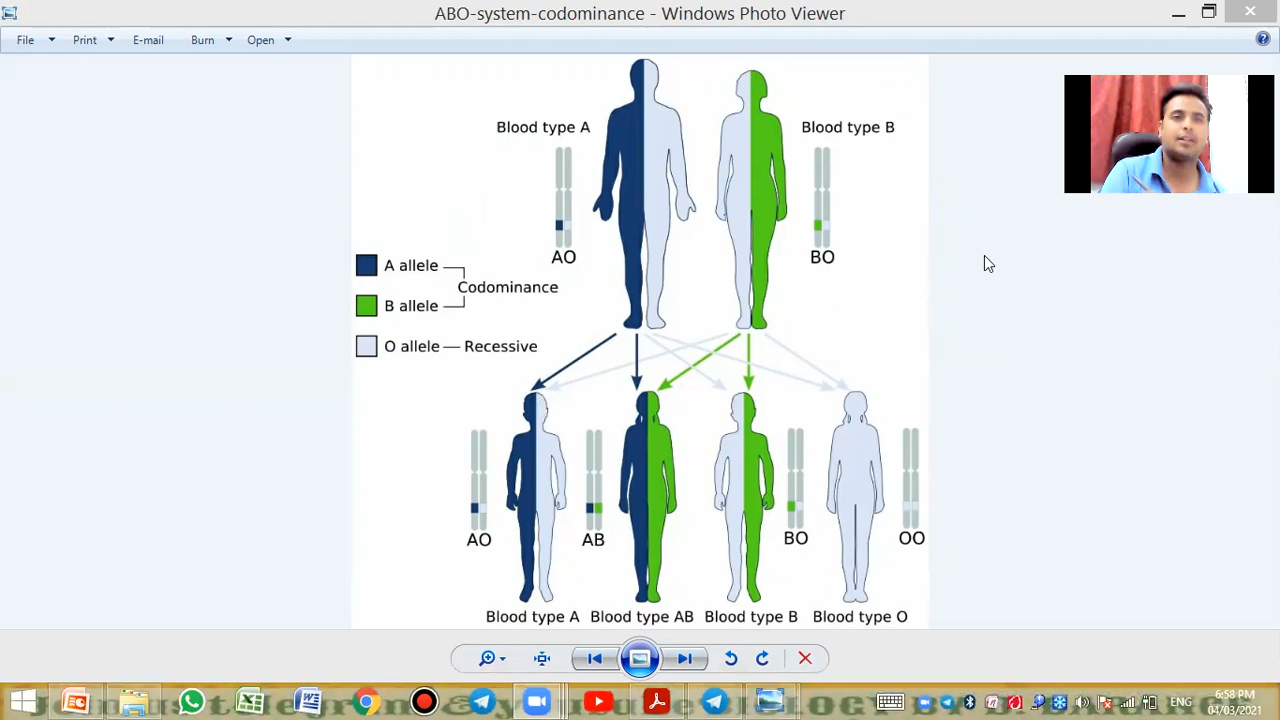 ABO-system-codominance - Windows Photo Viewer
File Print E-mail Burn Open
Blood type A
Blood type B
AO
BO
A allele
Codominance
B allele
O allele Recessive
AO
AB
BO
OO
Blood type A Blood type AB Blood type B Blood type O
ENG
6:58 PM
04/03/2021